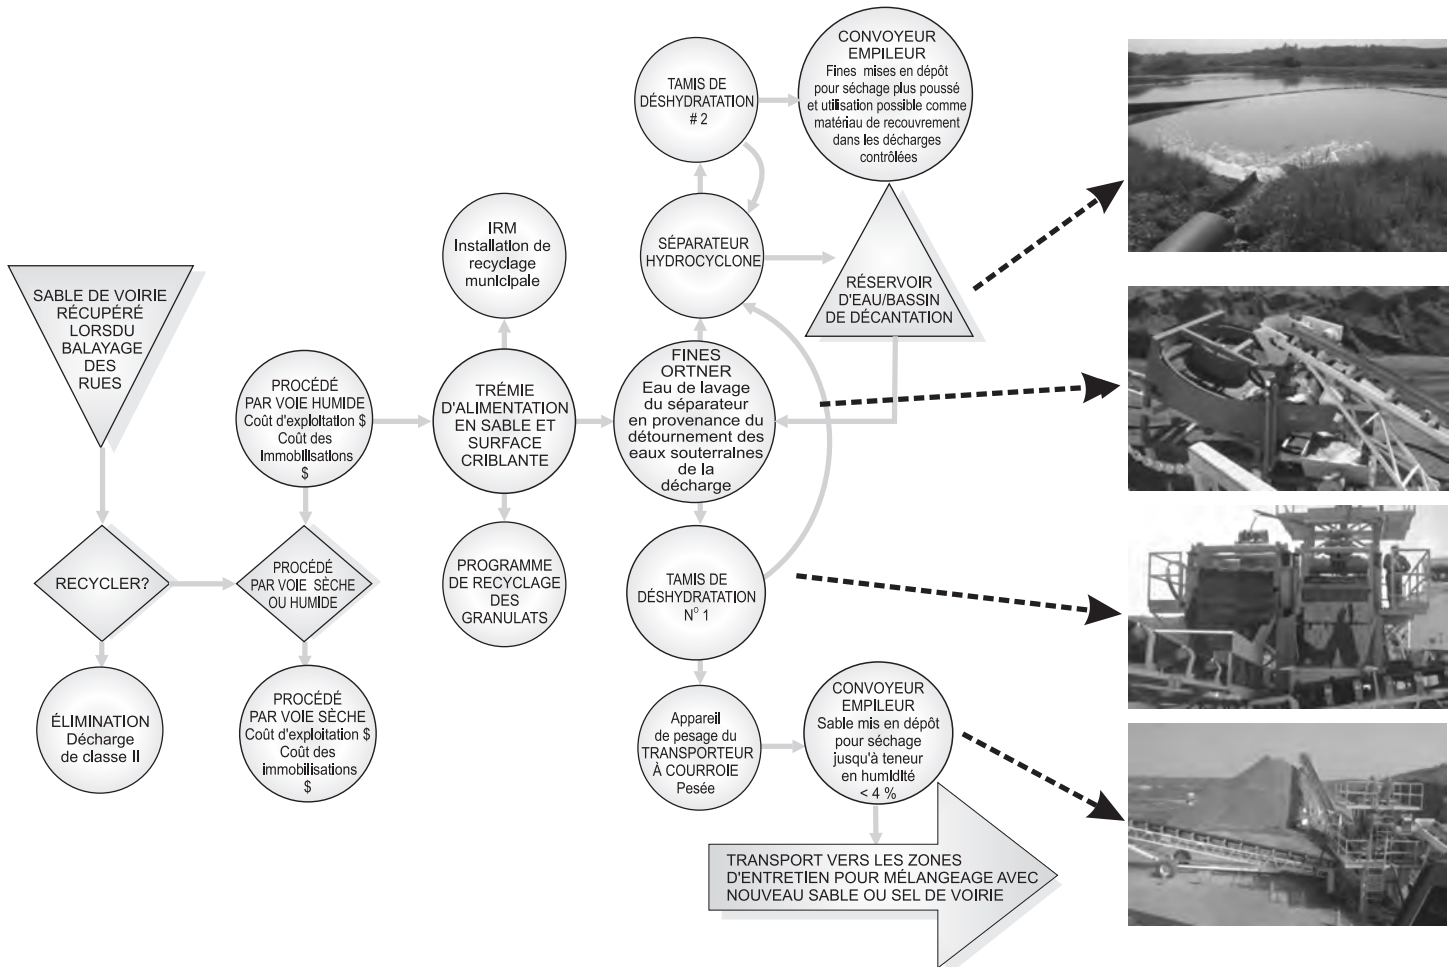 SABLE DE VOIRIE
RÉCUPÉRÉ
LORSDU
BALAYAGE
DES
RUES
RECYCLER?
ÉLIMINATION
Décharge
de classe II
PROCÉDÉ
PAR VOIE HUMIDE
Coût d'exploitation $
Coût des
Immobilisations
$
PROCÉDÉ
PAR VOIE SÈCHE
OU HUMIDE
PROCÉDÉ
PAR VOIE SÈCHE
Coût d'exploitation $
Coût des
immobilisations
$
IRM
Installation de
recyclage
municipale
TRÉMIE
D'ALIMENTATION
EN SABLE ET
SURFACE
CRIBLANTE
PROGRAMME
DE RECYCLAGE
DES
GRANULATS
TAMIS DE
DÉSHYDRATATION
# 2
SÉPARATEUR
HYDROCYCLONE
FINES
ORTNER
Eau de lavage
du séparateur
en provenance du
détournement des
eaux souterraines
de la
décharge
TAMIS DE
DÉSHYDRATATION
N° 1
Appareil
de pesage du
TRANSPORTEUR
À COURROIE
Pesée
CONVOYEUR
EMPILEUR
Fines mises en dépôt
pour séchage plus poussé
et utilisation possible comme
matériau de recouvrement
dans les décharges
contrôlées
RÉSERVOIR
D'EAU/BASSIN
DE DÉCANTATION
CONVOYEUR
EMPILEUR
Sable mis en dépôt
pour séchage
jusqu'à teneur
en humidité
< 4 %
TRANSPORT VERS LES ZONES
D'ENTRETIEN POUR MÉLANGEAGE AVEC
NOUVEAU SABLE OU SEL DE VOIRIE